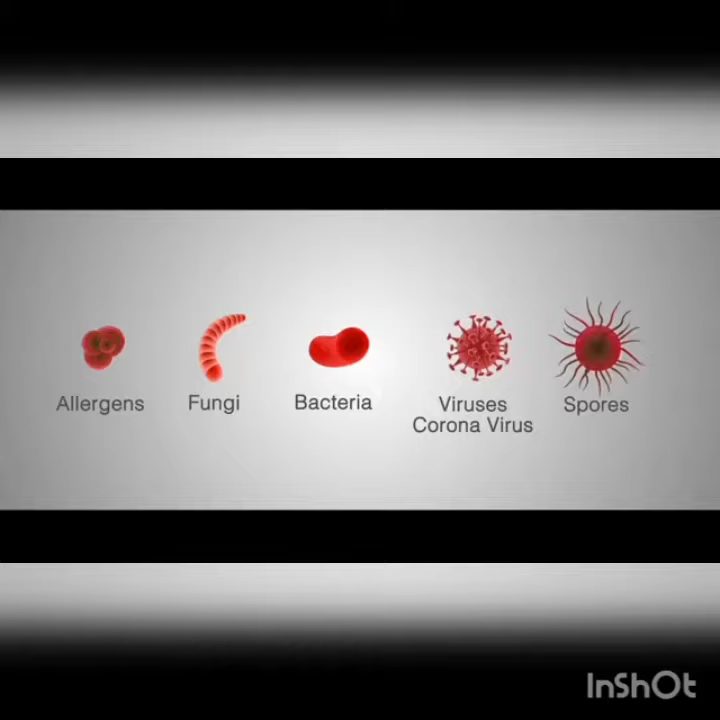 Allergens
Fungi
Bacteria
Viruses
Corona Virus
Spores
InShOt